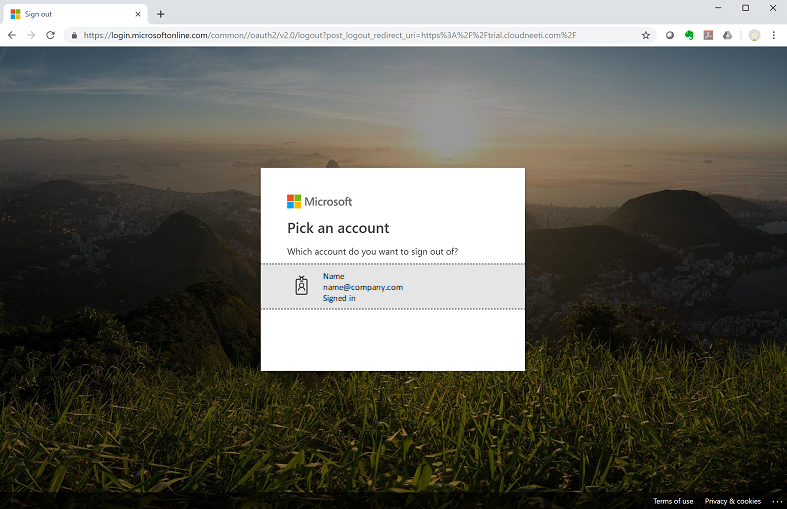 Sign out
https://login.microsoftonline.com/common//oauth2/v2.0/logout?post_logout_redirect_uri=https%3A%2F%2Ftrial.cloudneeti.com%2F
Microsoft
Pick an account
Which account do you want to sign out of?
Name
name@company.com
Signed in
Terms of use Privacy & cookies ...